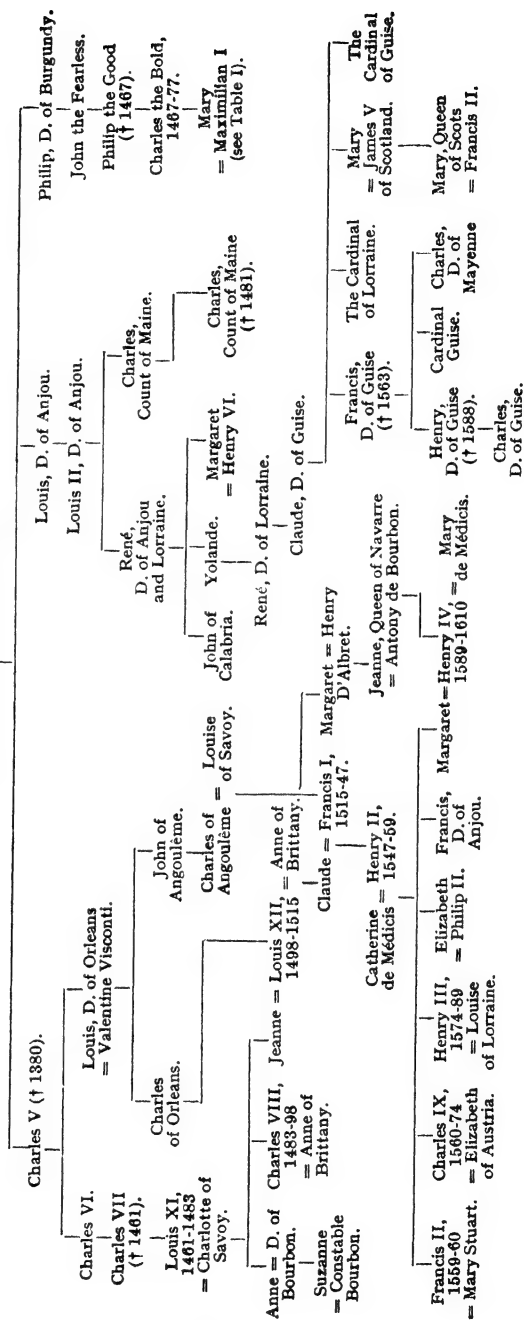 Charles V († 1380).
Louis, D. of Anjou.
Philip, D. of Burgundy.
Louis II, D. of Anjou.
John the Fearless.
Philip the Good
(† 1467).
Charles the Bold,
1467-77.
Mary
= Maximilian I
(see Table I).
Charles VI.
Charles VII
(† 1461).
Louis XI,
1461-1483
= Charlotte of
Savoy.
Louis, D. of Orleans
= Valentine Visconti.
Charles
of Orleans.
John of
Angoulême.
Charles of
Angoulême
= Louise
of Savoy.
René,
D. of Anjou
and Lorraine.
Charles,
Count of Maine.
Charles,
Count of Maine
(† 1481).
John of
Calabria.
Yolande.
Margaret
= Henry VI.
René, D. of Lorraine.
Claude, D. of Guise.
Anne = D. of
Bourbon.
Suzanne
= Constable
Bourbon.
Charles VIII,
1483-98
= Anne of
Brittany.
Jeanne = Louis XII,
1498-1515
= Anne of
Brittany.
Claude = Francis I,
1515-47.
Margaret = Henry
D'Albret.
Catherine
de Médicis
= Henry II,
1547-59.
Jeanne, Queen of Navarre
= Antony de Bourbon.
Francis,
D. of Guise
(† 1563).
The Cardinal
of Lorraine.
Mary
= James V
of Scotland.
The
Cardinal
of Guise.
Mary, Queen
of Scots
= Francis II.
Francis II,
1559-60
= Mary Stuart.
Charles IX,
1560-74
= Elizabeth
of Austria.
Henry III,
1574-89
= Louise
of Lorraine.
Elizabeth
= Philip II.
Francis,
D. of
Anjou.
Margaret = Henry IV,
1589-1610
= Mary
de Médicis.
Henry,
D. of Guise
(† 1588).
Cardinal
Guise.
Charles,
D. of
Mayenne
Charles,
D. of Guise.